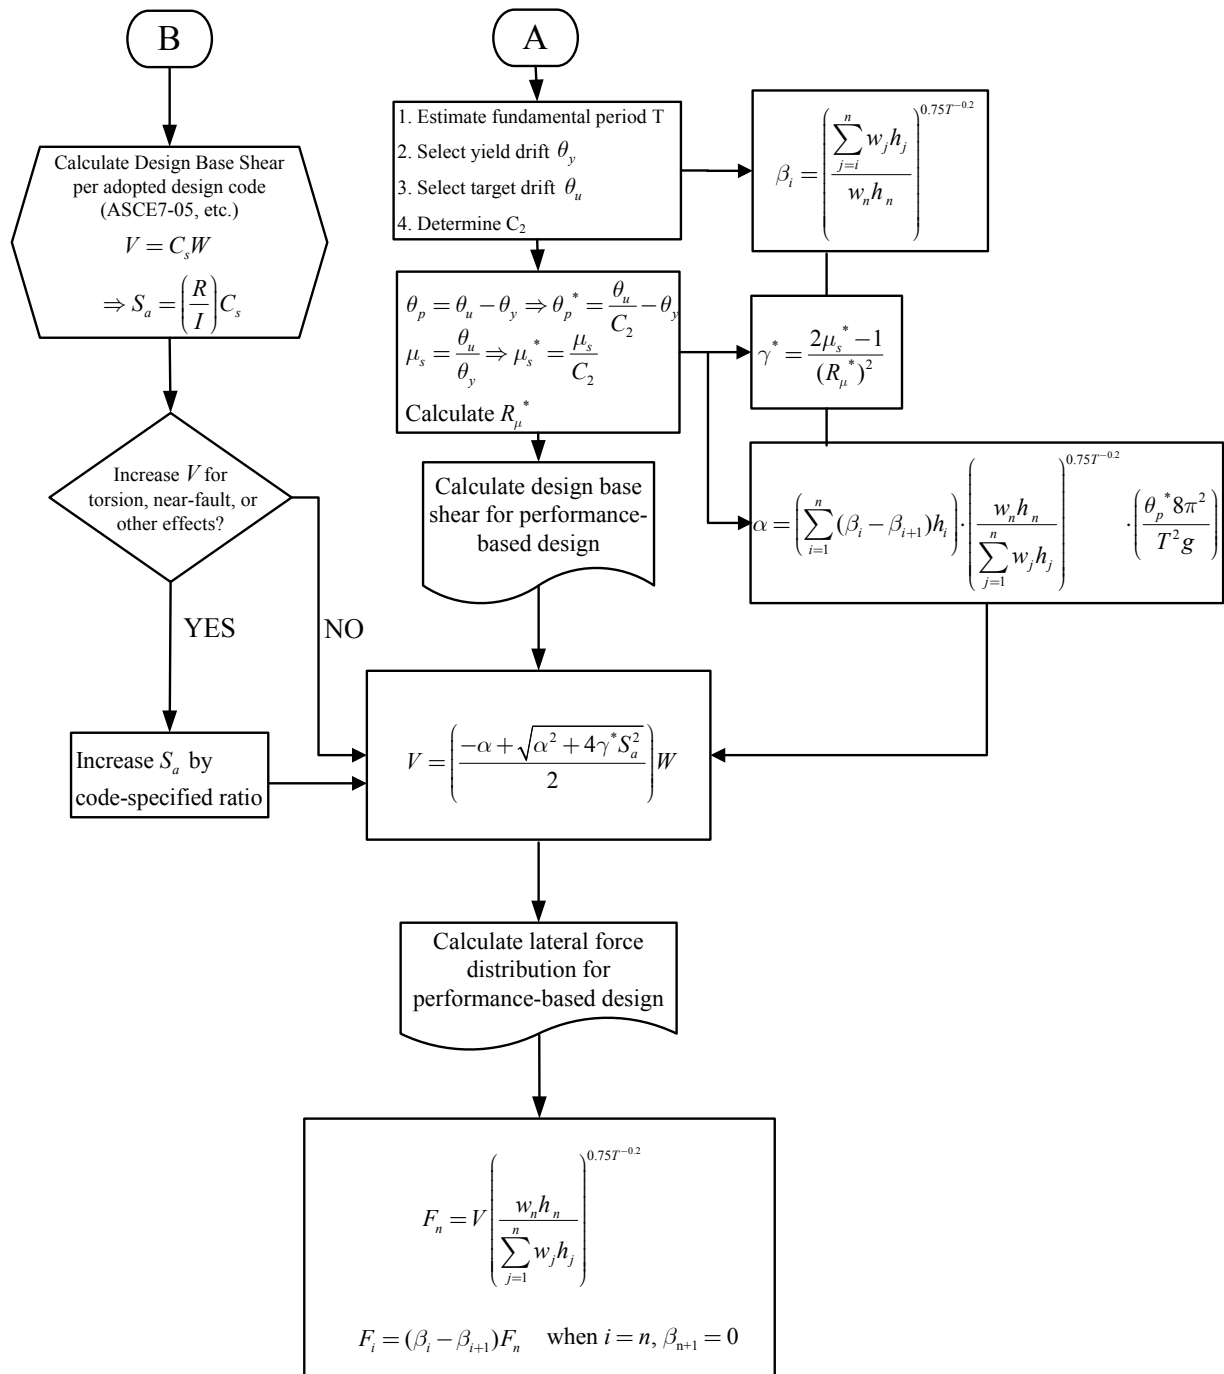 B
Calculate Design Base Shear
per adopted design code
(ASCE7-05, etc.)
V = C_s W
⇒ S_a = (R/I) C_s
Increase V for
torsion, near-fault, or
other effects?
YES
NO
Increase S_a by
code-specified ratio
A
1. Estimate fundamental period T
2. Select yield drift θ_y
3. Select target drift θ_u
4. Determine C_2
β_i = ( ∑_{j=i}^{n} w_j h_j / w_n h_n )^{0.75T^{-0.2}}
θ_p = θ_u − θ_y ⇒ θ_p^* = θ_u/C_2 − θ_y
μ_s = θ_u/θ_y ⇒ μ_s^* = μ_s/C_2
Calculate R_μ^*
γ^* = (2μ_s^* − 1)/(R_μ^*)^2
Calculate design base
shear for performance-
based design
α = ( ∑_{i=1}^{n} (β_i − β_{i+1})h_i ) · ( w_n h_n / ∑_{j=1}^{n} w_j h_j )^{0.75T^{-0.2}} · ( θ_p^* 8π^2 / T^2 g )
V = ( (−α + √(α^2 + 4γ^* S_a^2)) / 2 ) W
Calculate lateral force
distribution for
performance-based design
F_n = V ( w_n h_n / ∑_{j=1}^{n} w_j h_j )^{0.75T^{-0.2}}
F_i = (β_i − β_{i+1})F_n when i = n, β_{n+1} = 0